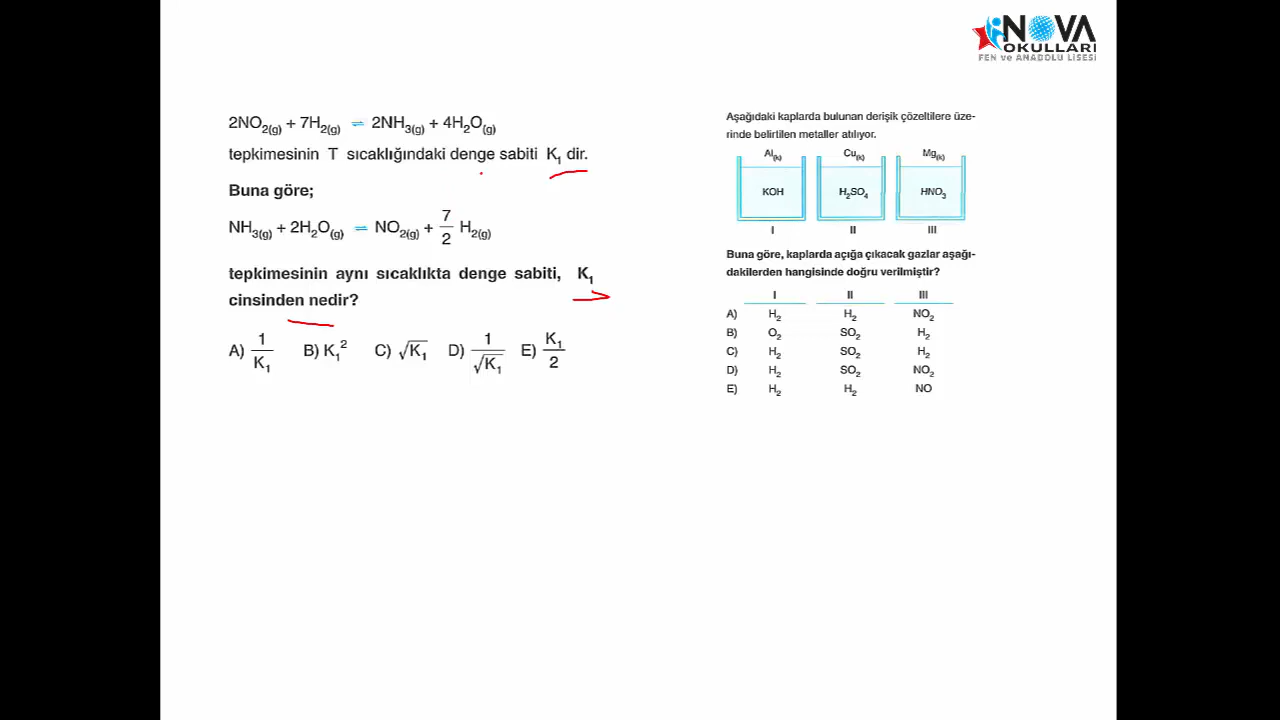 NOVA
OKULLARI
FEN ve ANADOLU LİSESİ
2NO₂(g) + 7H₂(g) ⇌ 2NH₃(g) + 4H₂O(g)
tepkimesinin T sıcaklığındaki denge sabiti K₁ dir.
Buna göre;
NH₃(g) + 2H₂O(g) ⇌ NO₂(g) + 7/2 H₂(g)
tepkimesinin aynı sıcaklıkta denge sabiti, K₁
cinsinden nedir?
A) 1/K₁ B) K₁² C) √K₁ D) 1/√K₁ E) K₁/2
Aşağıdaki kaplarda bulunan derişik çözeltilere üze-
rinde belirtilen metaller atılıyor.
Al(k) Cu(k) Mg(k)
KOH H₂SO₄ HNO₃
I II III
Buna göre, kaplarda açığa çıkacak gazlar aşağı-
dakilerden hangisinde doğru verilmiştir?
I II III
A) H₂ H₂ NO₂
B) O₂ SO₂ H₂
C) H₂ SO₂ H₂
D) H₂ SO₂ NO₂
E) H₂ H₂ NO